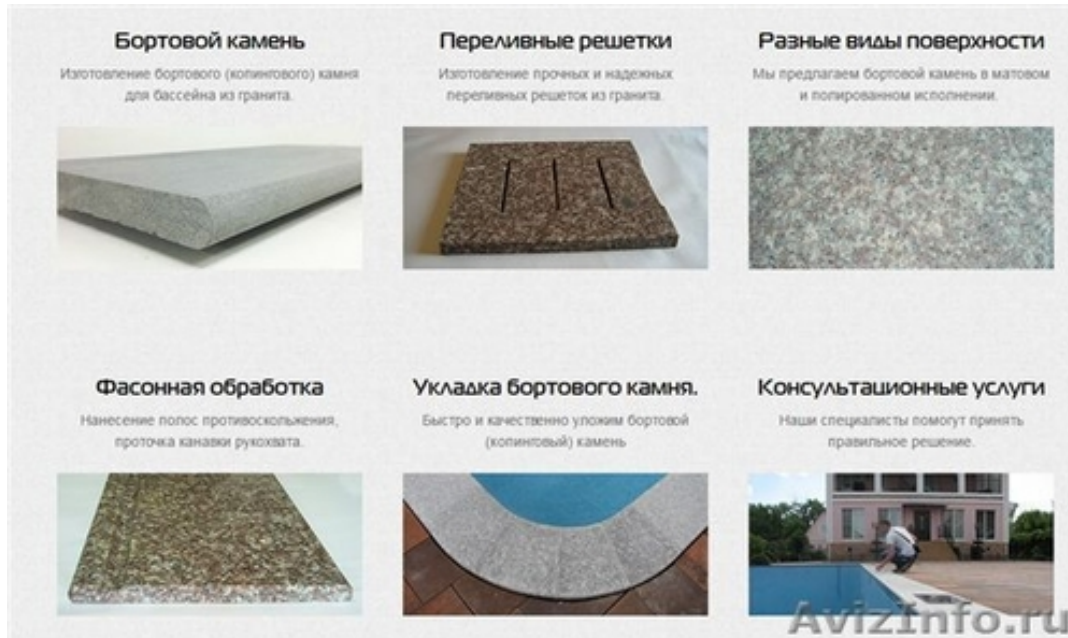 Бортовой камень
Изготовление бортового (копингового) камня
для бассейна из гранита.
Переливные решетки
Изготовление прочных и надежных
переливных решеток из гранита.
Разные виды поверхности
Мы предлагаем бортовой камень в матовом
и полированном исполнении.
Фасонная обработка
Нанесение полос противоскольжения,
проточка канавки рукохвата.
Укладка бортового камня.
Быстро и качественно уложим бортовой
(копинговый) камень
Консультационные услуги
Наши специалисты помогут принять
правильное решение.
AvizInfo.ru